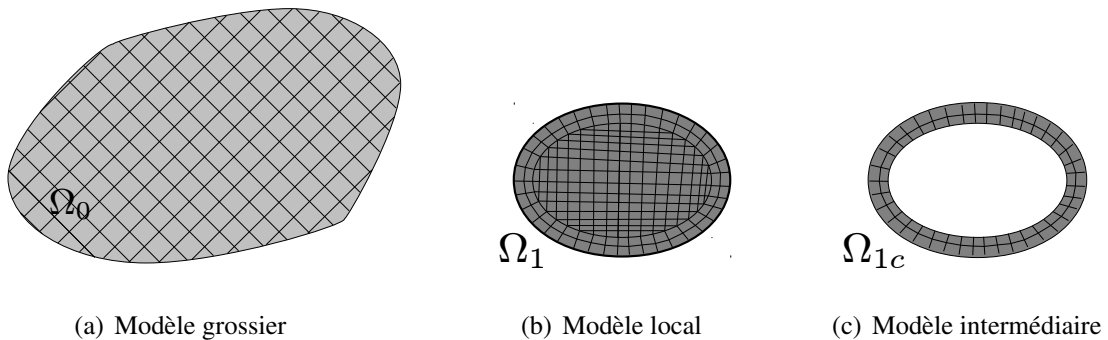 Ω₀
Ω₁
Ω₁c
(a) Modèle grossier
(b) Modèle local
(c) Modèle intermédiaire